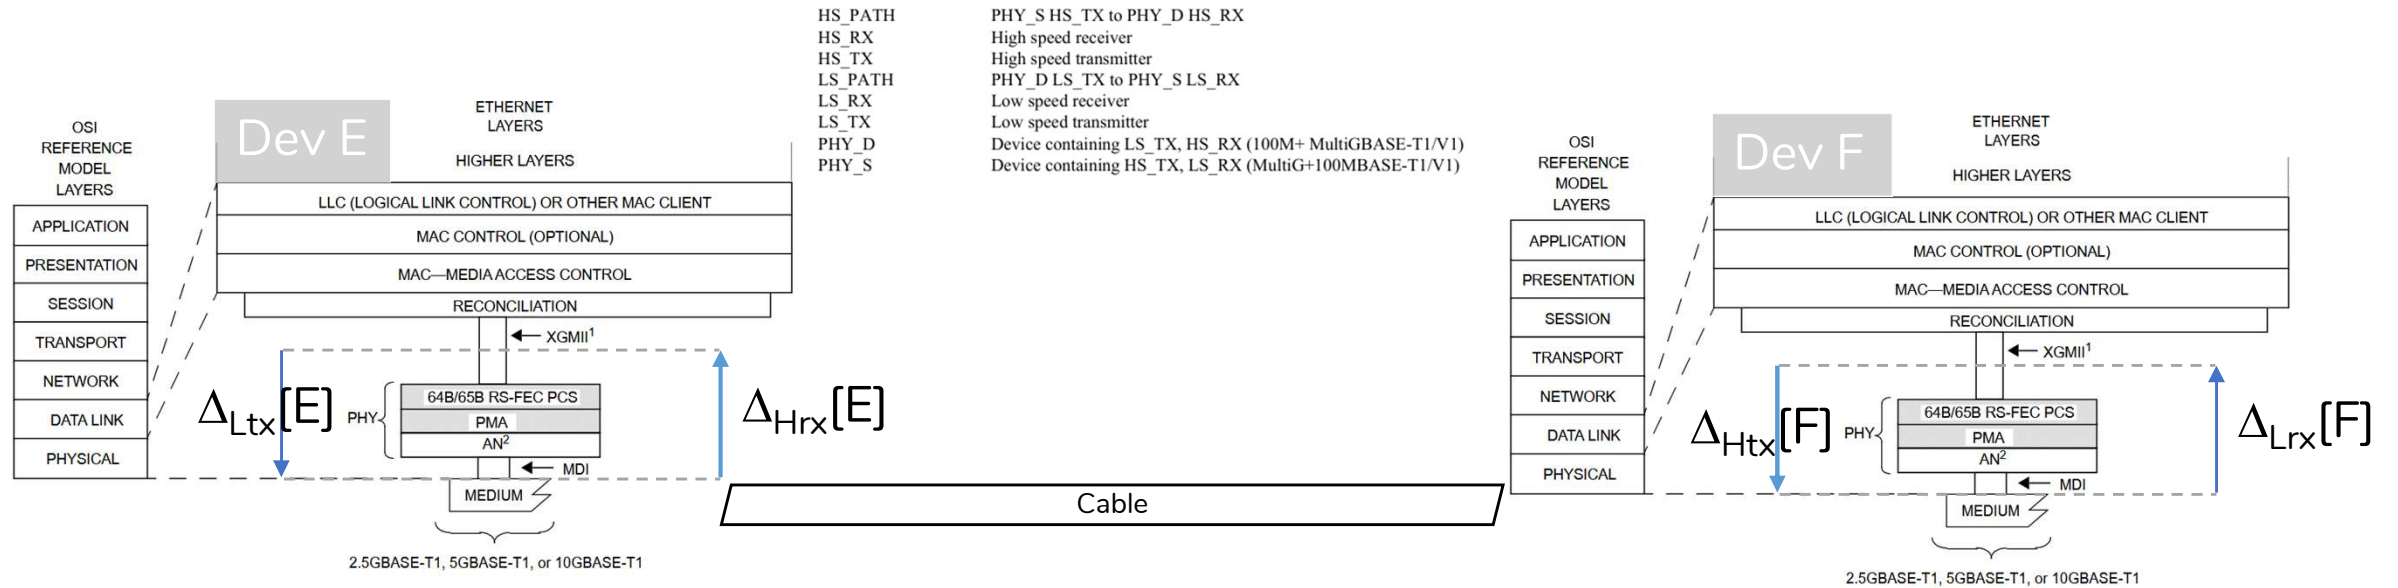 HS_PATH PHY_S HS_TX to PHY_D HS_RX
HS_RX High speed receiver
HS_TX High speed transmitter
LS_PATH PHY_D LS_TX to PHY_S LS_RX
LS_RX Low speed receiver
LS_TX Low speed transmitter
PHY_D Device containing LS_TX, HS_RX (100M+ MultiGBASE-T1/V1)
PHY_S Device containing HS_TX, LS_RX (MultiG+100MBASE-T1/V1)
Dev E
ETHERNET
LAYERS
HIGHER LAYERS
OSI
REFERENCE
MODEL
LAYERS
APPLICATION
PRESENTATION
SESSION
TRANSPORT
NETWORK
DATA LINK
PHYSICAL
LLC (LOGICAL LINK CONTROL) OR OTHER MAC CLIENT
MAC CONTROL (OPTIONAL)
MAC—MEDIA ACCESS CONTROL
RECONCILIATION
XGMII¹
Δ_Ltx[E]
PHY
64B/65B RS-FEC PCS
PMA
AN²
Δ_Hrx[E]
MDI
MEDIUM
2.5GBASE-T1, 5GBASE-T1, or 10GBASE-T1
Cable
Dev F
ETHERNET
LAYERS
HIGHER LAYERS
OSI
REFERENCE
MODEL
LAYERS
APPLICATION
PRESENTATION
SESSION
TRANSPORT
NETWORK
DATA LINK
PHYSICAL
LLC (LOGICAL LINK CONTROL) OR OTHER MAC CLIENT
MAC CONTROL (OPTIONAL)
MAC—MEDIA ACCESS CONTROL
RECONCILIATION
XGMII¹
Δ_Htx[F]
PHY
64B/65B RS-FEC PCS
PMA
AN²
Δ_Lrx[F]
MDI
MEDIUM
2.5GBASE-T1, 5GBASE-T1, or 10GBASE-T1